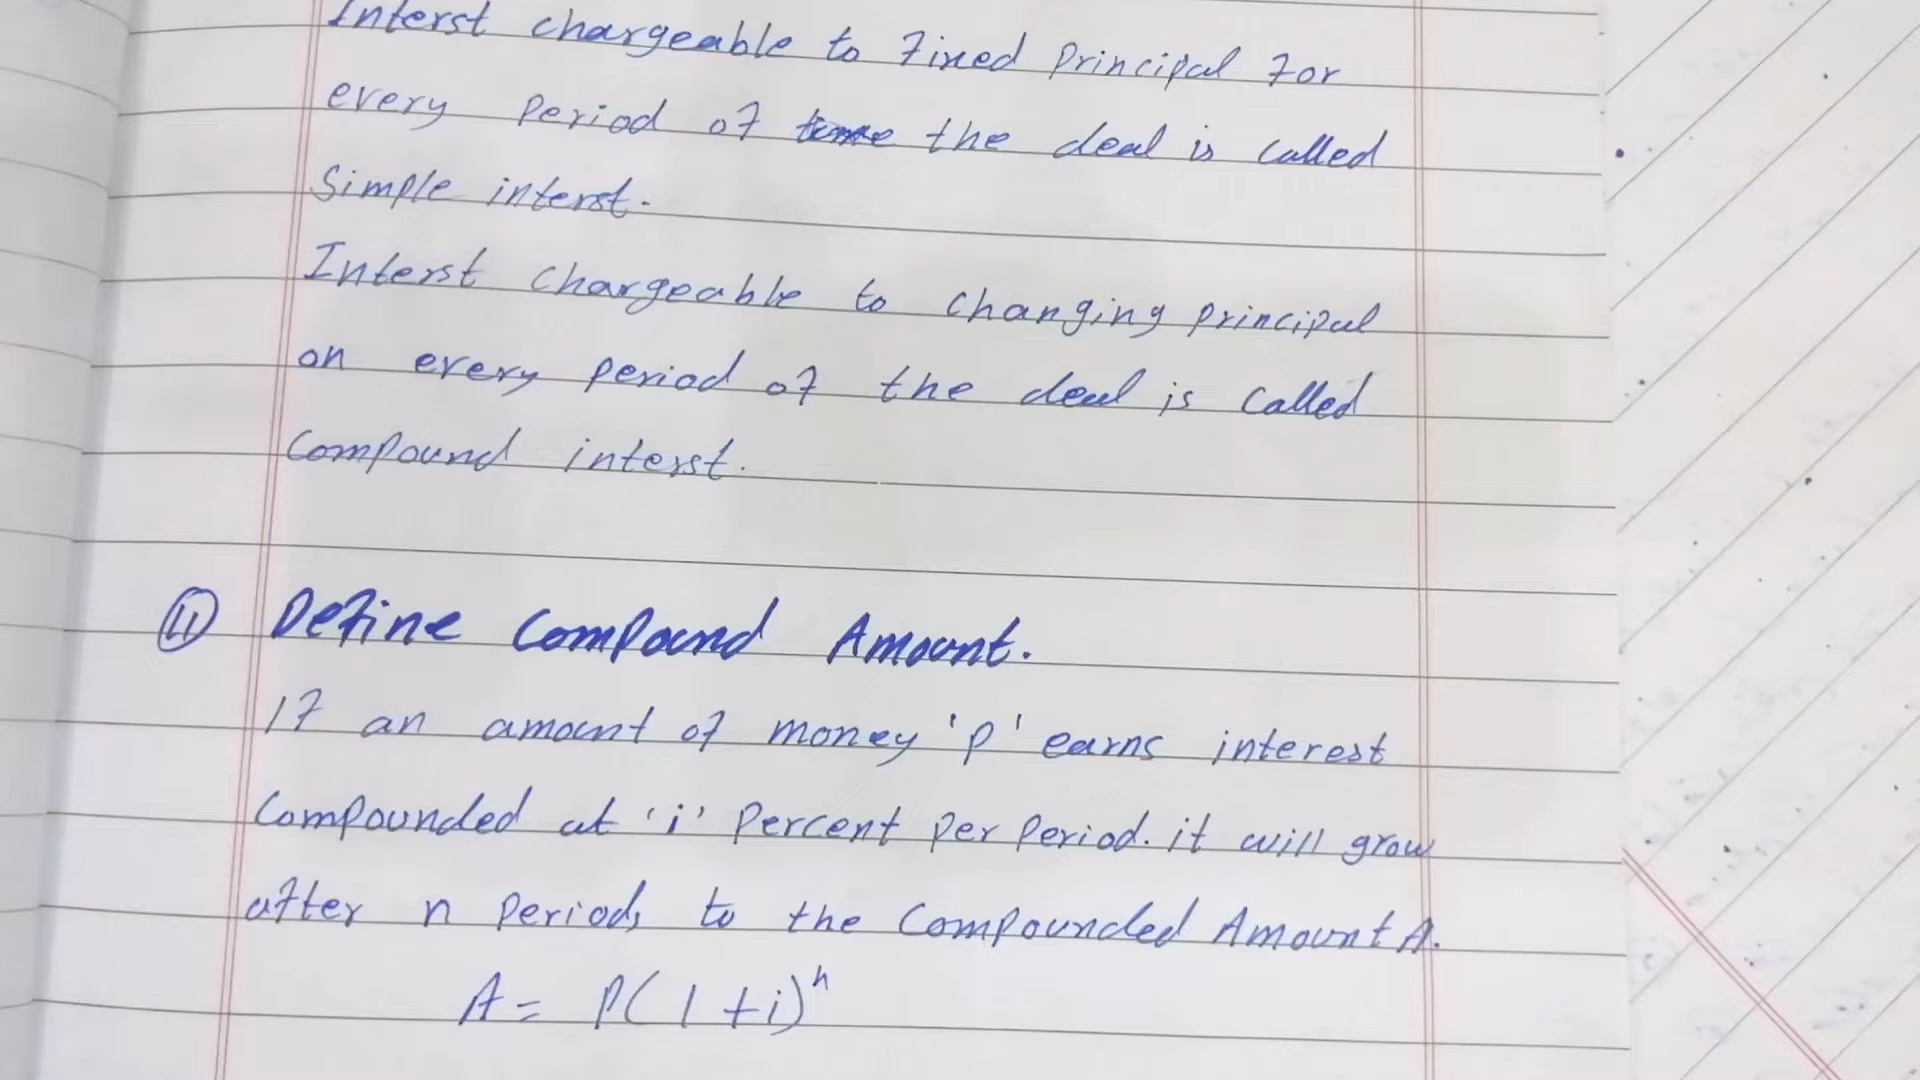 Interst chargeable to Fixed Principal For
every Period of the deal is called
Simple interst.
Interst chargeable to changing principal
on every period of the deal is called
Compound interst.
11 Define Compound Amount.
If an amount of money 'p' earns interest
Compounded at 'i' Percent per Period. it will grow
after n Periods to the Compounded Amount A.
A = P(1+i)ⁿ